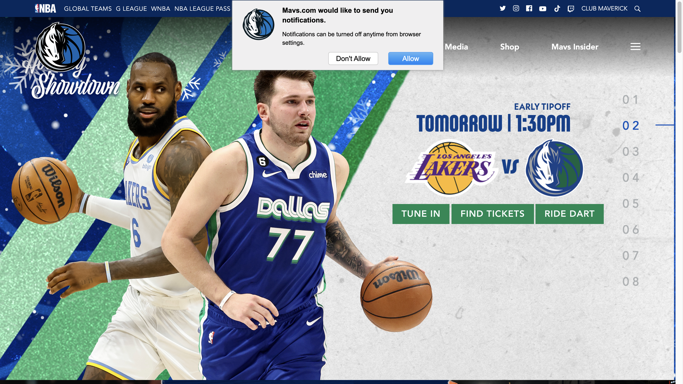 NBA
GLOBAL TEAMS
G LEAGUE
WNBA
NBA LEAGUE PASS
CLUB MAVERICK
Mavs.com would like to send you
notifications.
Notifications can be turned off anytime from browser
settings.
Don't Allow
Allow
Media
Shop
Mavs Insider
Showdown
EARLY TIPOFF
TOMORROW | 1:30PM
LOS ANGELES
LAKERS
VS
TUNE IN
FIND TICKETS
RIDE DART
01
02
03
04
05
06
07
08
Wilson
6
6
chime
DALLAS
77
Wilson